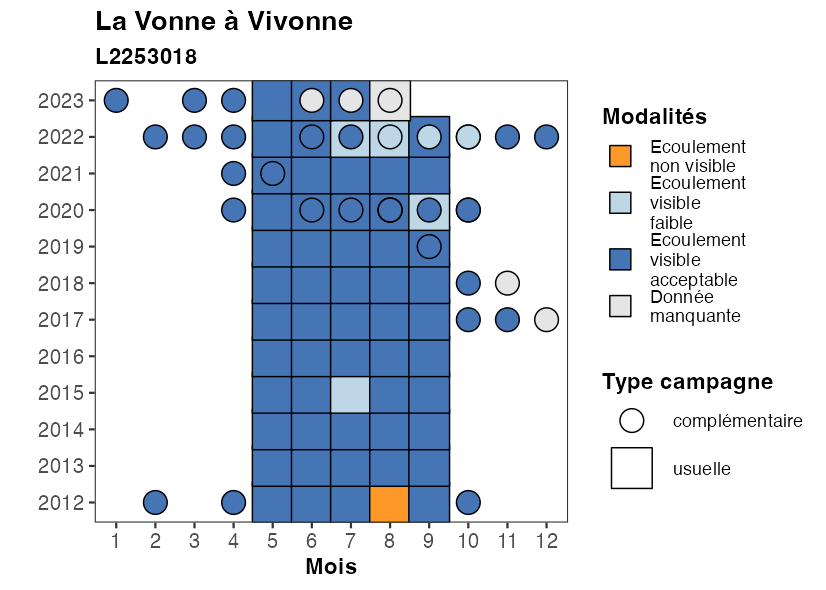 La Vonne à Vivonne
L2253018
2023
2022
2021
2020
2019
2018
2017
2016
2015
2014
2013
2012
1 2 3 4 5 6 7 8 9 10 11 12
Mois
Modalités
Ecoulement
non visible
Ecoulement
visible
faible
Ecoulement
visible
acceptable
Donnée
manquante
Type campagne
complémentaire
usuelle